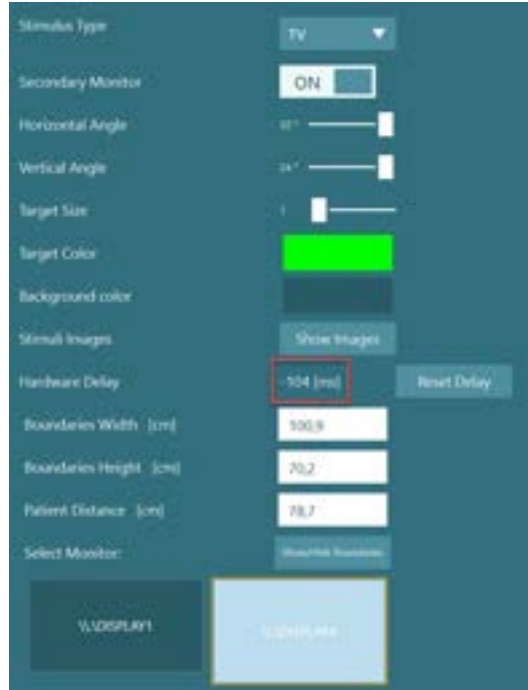 Stimulus Type
TV
Secondary Monitor
ON
Horizontal Angle
Vertical Angle
Target Size
1
Target Color
Background color
Stimuli Images
Show Images
Hardware Delay
-104 [ms]
Reset Delay
Boundaries Width [cm]
100,9
Boundaries Height [cm]
70,2
Patient Distance [cm]
78,7
Select Monitor:
Show/Hide Boundaries
\\.\DISPLAY1